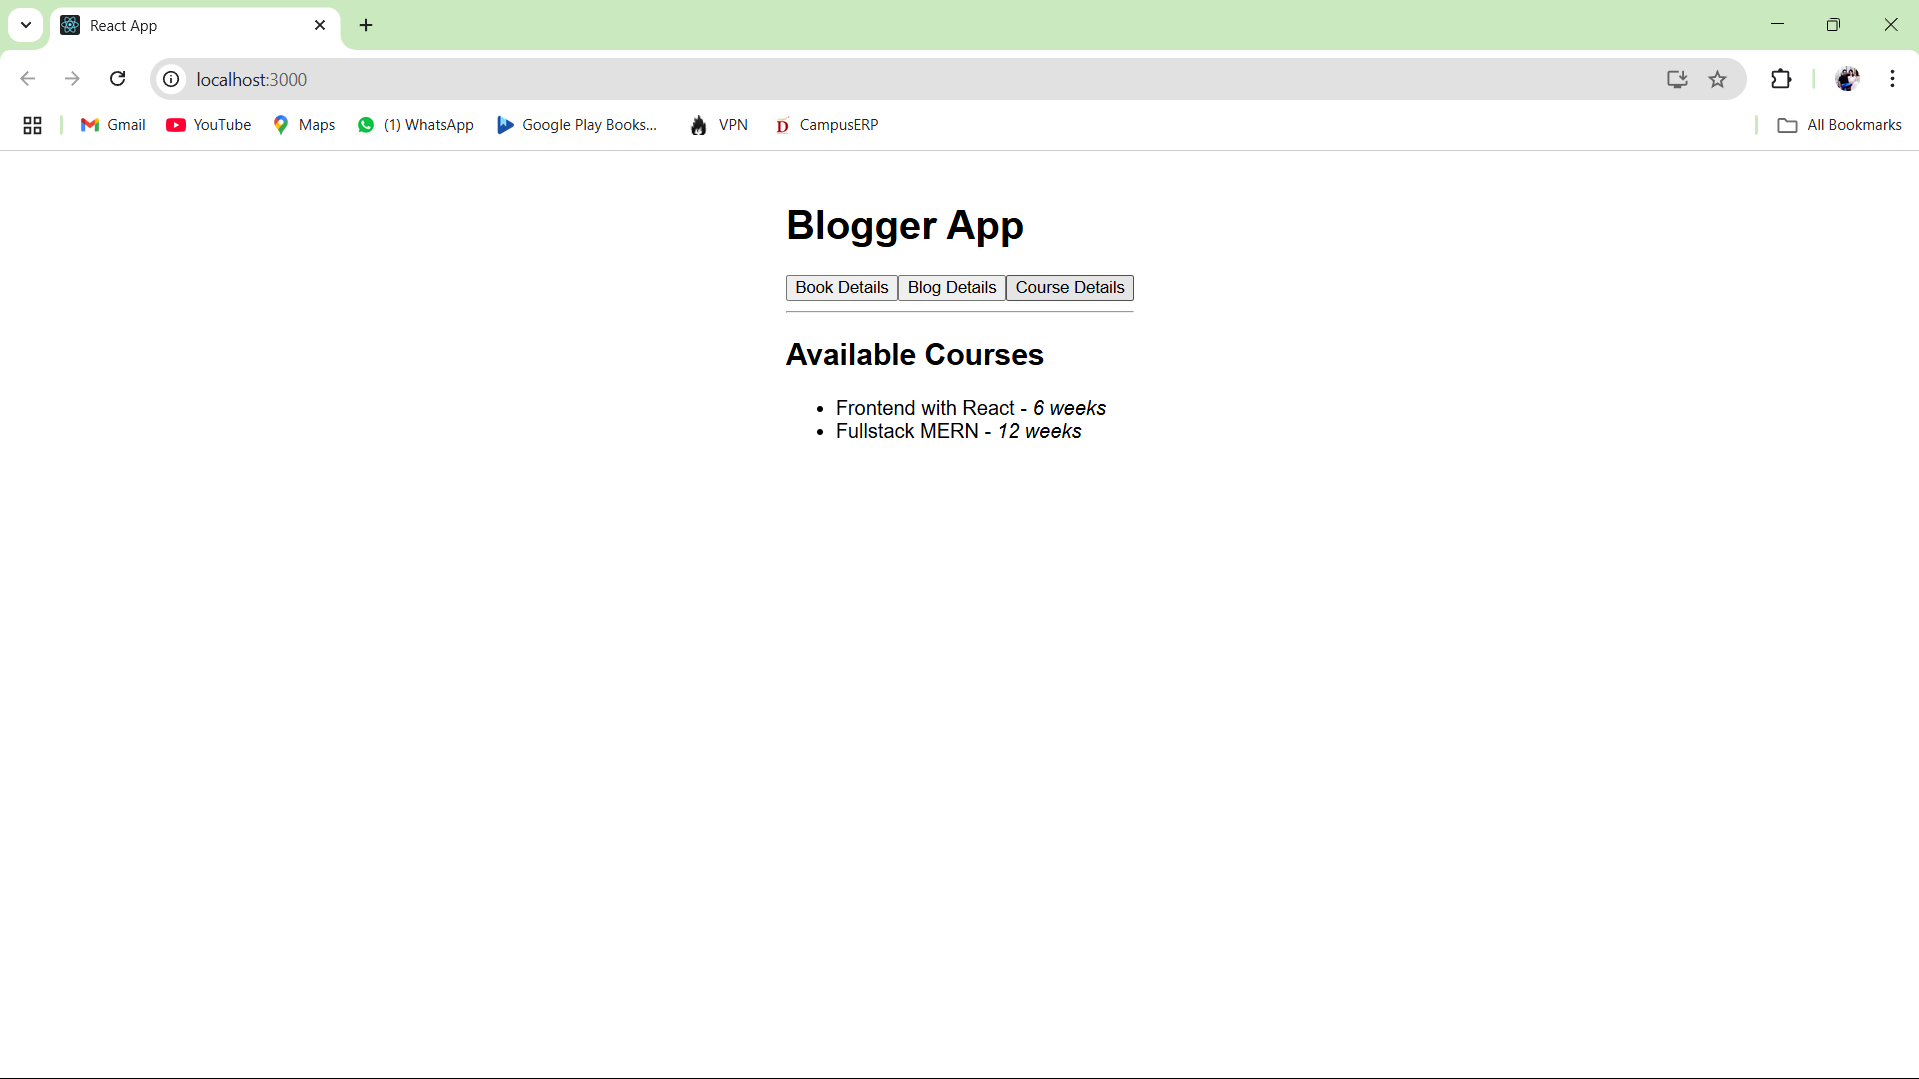 React App
localhost:3000
Gmail YouTube Maps (1) WhatsApp Google Play Books... VPN CampusERP All Bookmarks
Blogger App
Book Details Blog Details Course Details
Available Courses
• Frontend with React - 6 weeks
• Fullstack MERN - 12 weeks